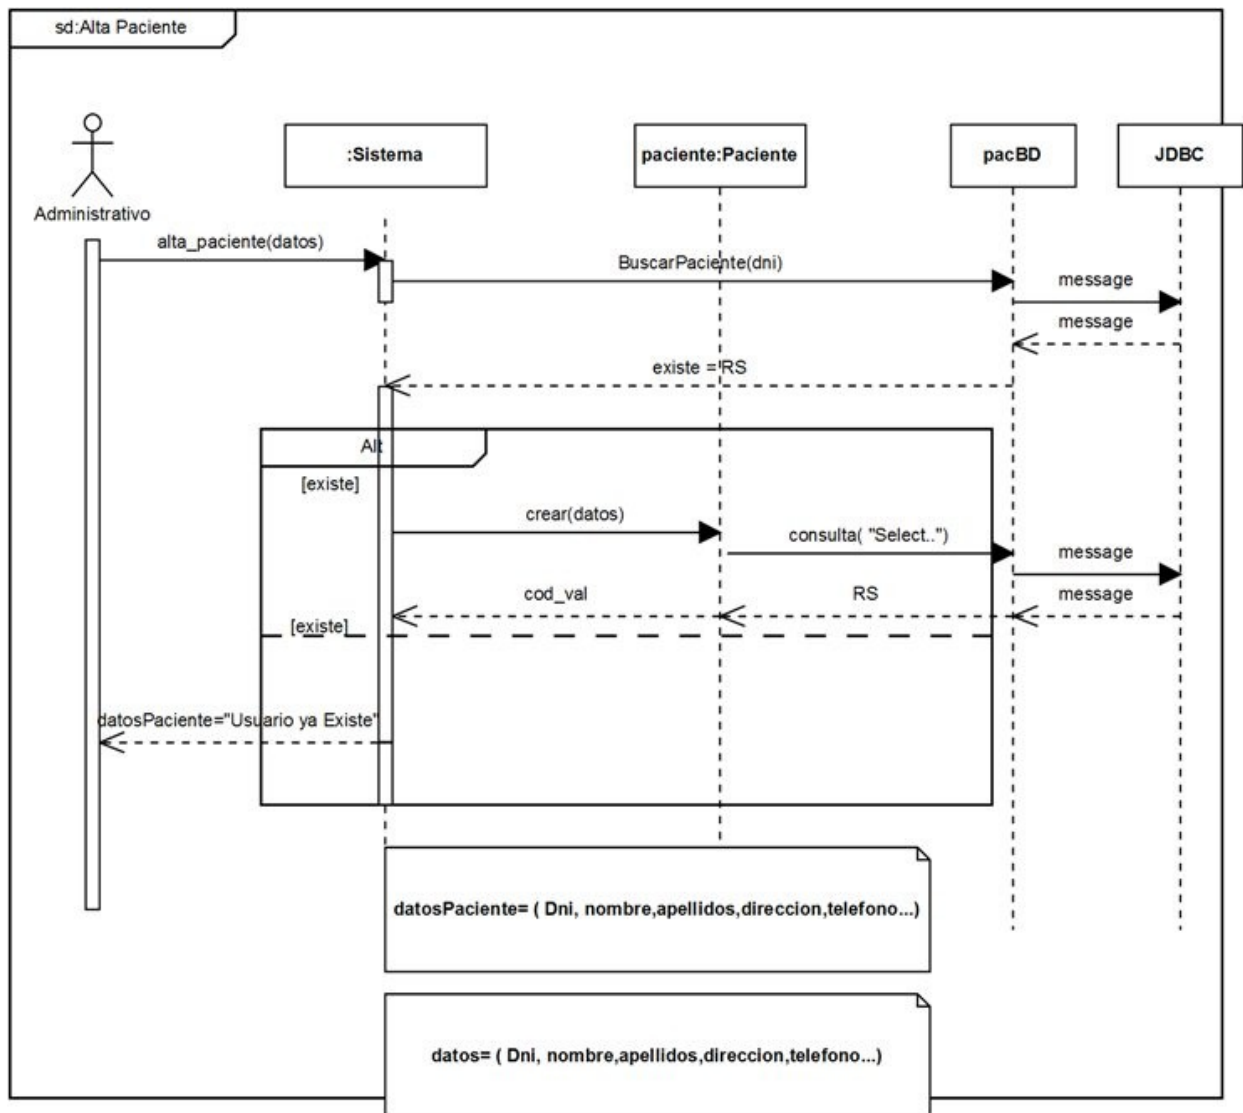 sd:Alta Paciente
:Sistema
paciente:Paciente
pacBD
JDBC
Administrativo
alta_paciente(datos)
BuscarPaciente(dni)
message
message
existe = RS
Alt
[existe]
crear(datos)
consulta( "Select..")
message
cod_val
RS
message
[existe]
datosPaciente="Usuario ya Existe"
datosPaciente= ( Dni, nombre,apellidos,direccion,telefono...)
datos= ( Dni, nombre,apellidos,direccion,telefono...)